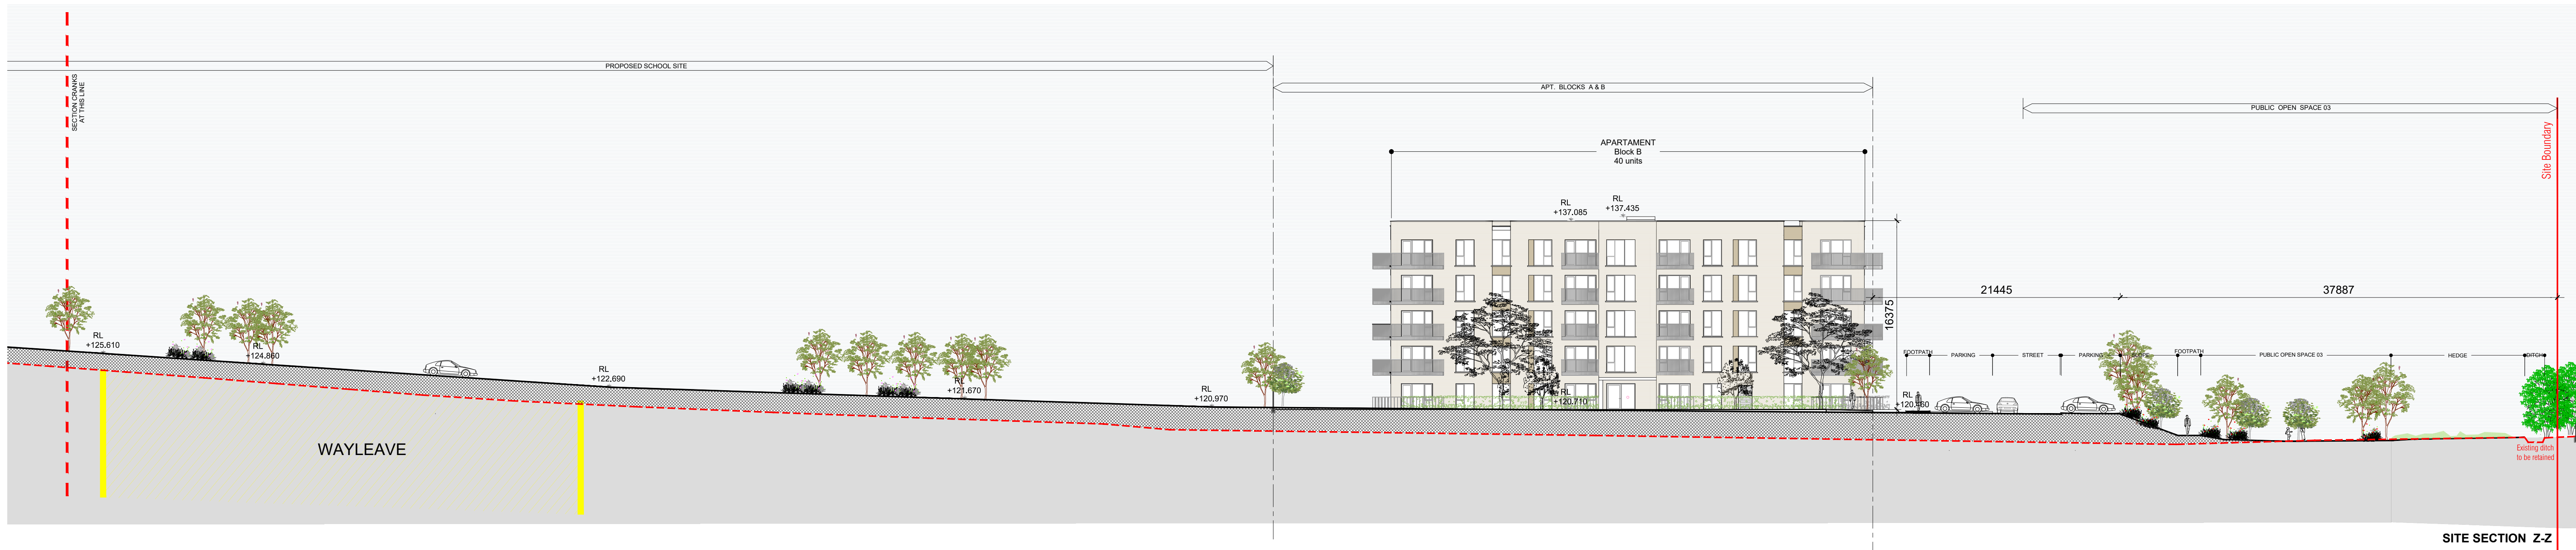 PROPOSED SCHOOL SITE
SECTION CRANKS
AT THIS LINE
APT. BLOCKS A & B
PUBLIC OPEN SPACE 03
Site Boundary
APARTAMENT
Block B
40 units
RL
+137.085
RL
+137.435
16375
21445
37887
RL
+125.610
RL
+124.860
RL
+122.690
RL
+121.670
RL
+120.970
RL
+120.710
RL
FOOTPATH
PARKING
STREET
PARKING
FOOTPATH
PUBLIC OPEN SPACE 03
HEDGE
DITCH
WAYLEAVE
Existing ditch
to be retained
SITE SECTION Z-Z